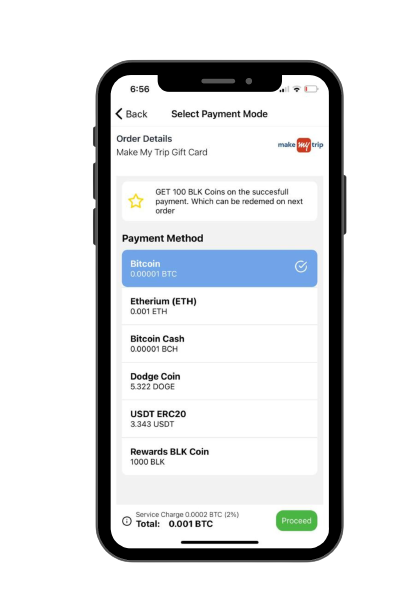 6:56
Back Select Payment Mode
Order Details
Make My Trip Gift Card
make my trip
GET 100 BLK Coins on the succesfull
payment. Which can be redemed on next
order
Payment Method
Bitcoin
0.00001 BTC
Etherium (ETH)
0.001 ETH
Bitcoin Cash
0.00001 BCH
Dodge Coin
5.322 DOGE
USDT ERC20
3.343 USDT
Rewards BLK Coin
1000 BLK
Service Charge 0.0002 BTC (2%)
Total: 0.001 BTC
Proceed